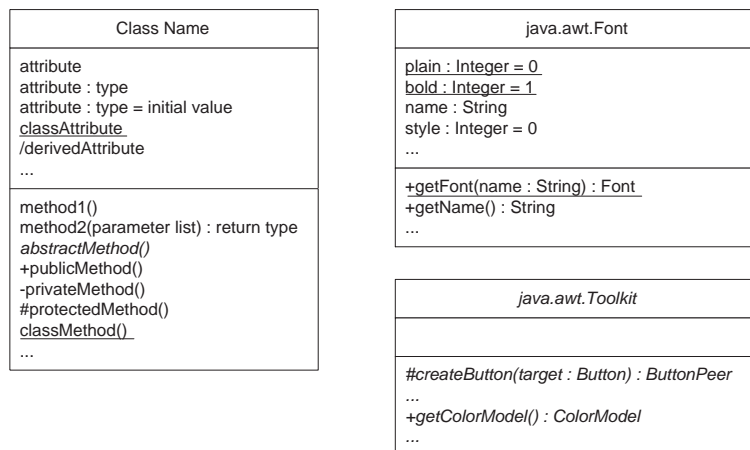 Class Name
attribute
attribute : type
attribute : type = initial value
classAttribute
/derivedAttribute
...
method1()
method2(parameter list) : return type
abstractMethod()
+publicMethod()
-privateMethod()
#protectedMethod()
classMethod()
...
java.awt.Font
plain : Integer = 0
bold : Integer = 1
name : String
style : Integer = 0
...
+getFont(name : String) : Font
+getName() : String
...
java.awt.Toolkit
#createButton(target : Button) : ButtonPeer
...
+getColorModel() : ColorModel
...